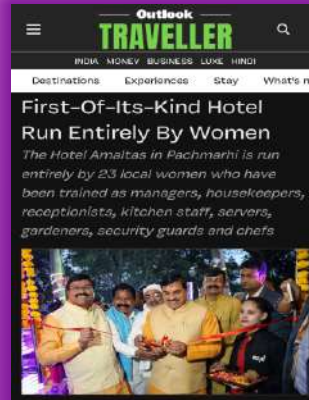 Outlook
TRAVELLER
INDIA MONEY BUSINESS LUXE HINDI
Destinations Experiences Stay What's
First-Of-Its-Kind Hotel
Run Entirely By Women
The Hotel Amaltas in Pachmarhi is run
entirely by 23 local women who have
been trained as managers, housekeepers,
receptionists, kitchen staff, servers,
gardeners, security guards and chefs